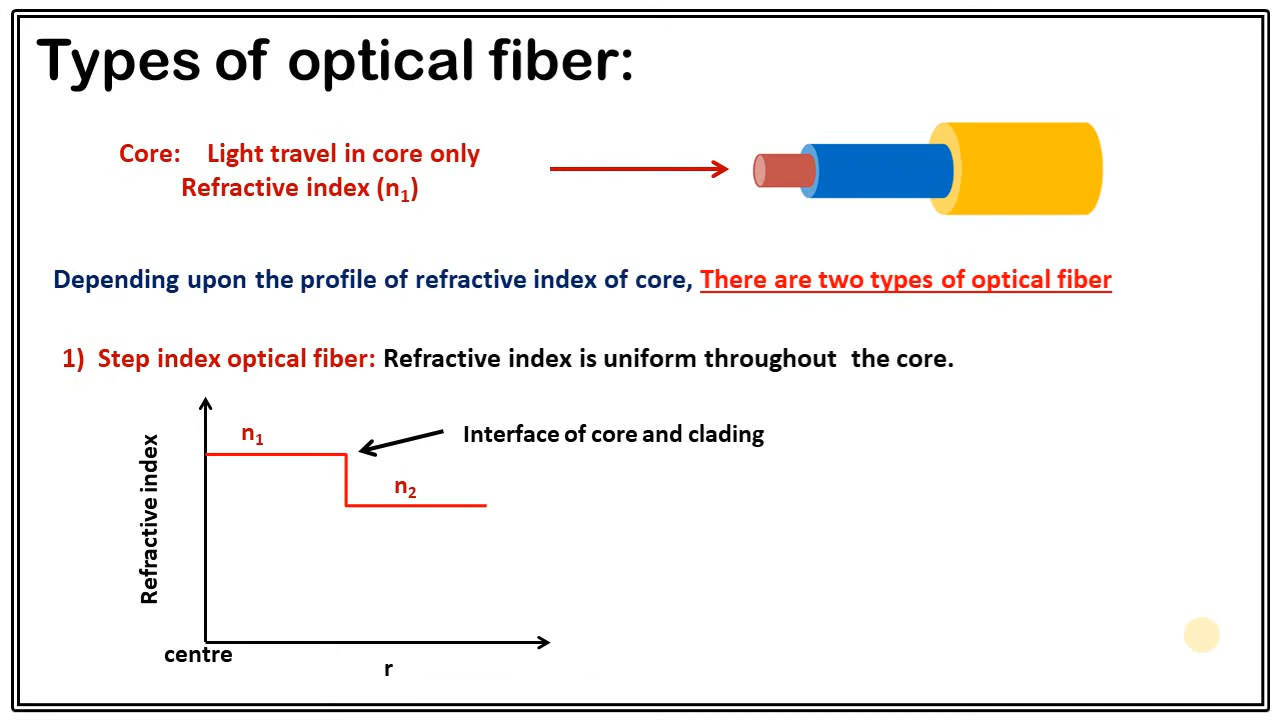 Types of optical fiber:
Core: Light travel in core only
Refractive index (n₁)
Depending upon the profile of refractive index of core, There are two types of optical fiber
1) Step index optical fiber: Refractive index is uniform throughout the core.
n₁
Interface of core and clading
n₂
Refractive index
centre
r